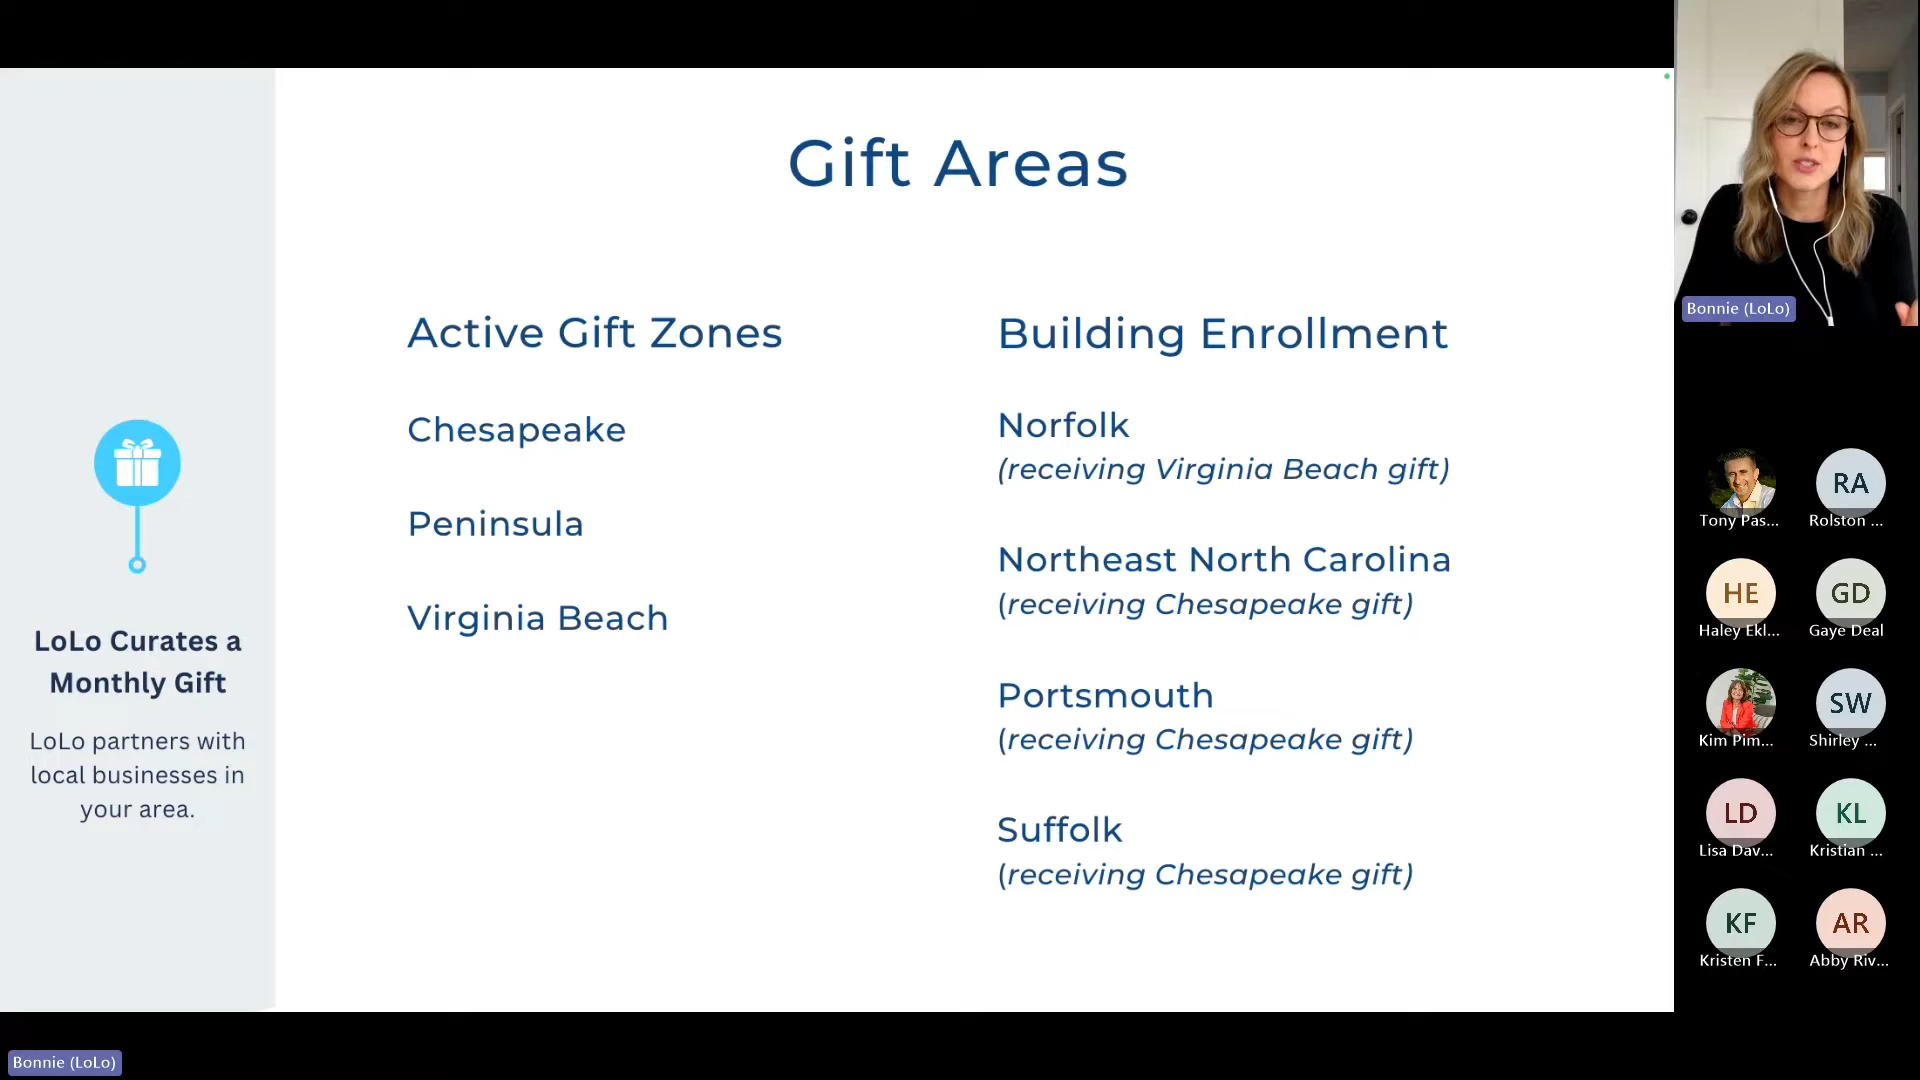 Gift Areas
Active Gift Zones
Chesapeake
Peninsula
Virginia Beach
Building Enrollment
Norfolk
(receiving Virginia Beach gift)
Northeast North Carolina
(receiving Chesapeake gift)
Portsmouth
(receiving Chesapeake gift)
Suffolk
(receiving Chesapeake gift)
LoLo Curates a
Monthly Gift
LoLo partners with
local businesses in
your area.
Bonnie (LoLo)
Tony Pas...
RA
Rolston ...
HE
Haley Ekl...
GD
Gaye Deal
Kim Pim...
SW
Shirley ...
LD
Lisa Dav...
KL
Kristian ...
KF
Kristen F...
AR
Abby Riv...
Bonnie (LoLo)